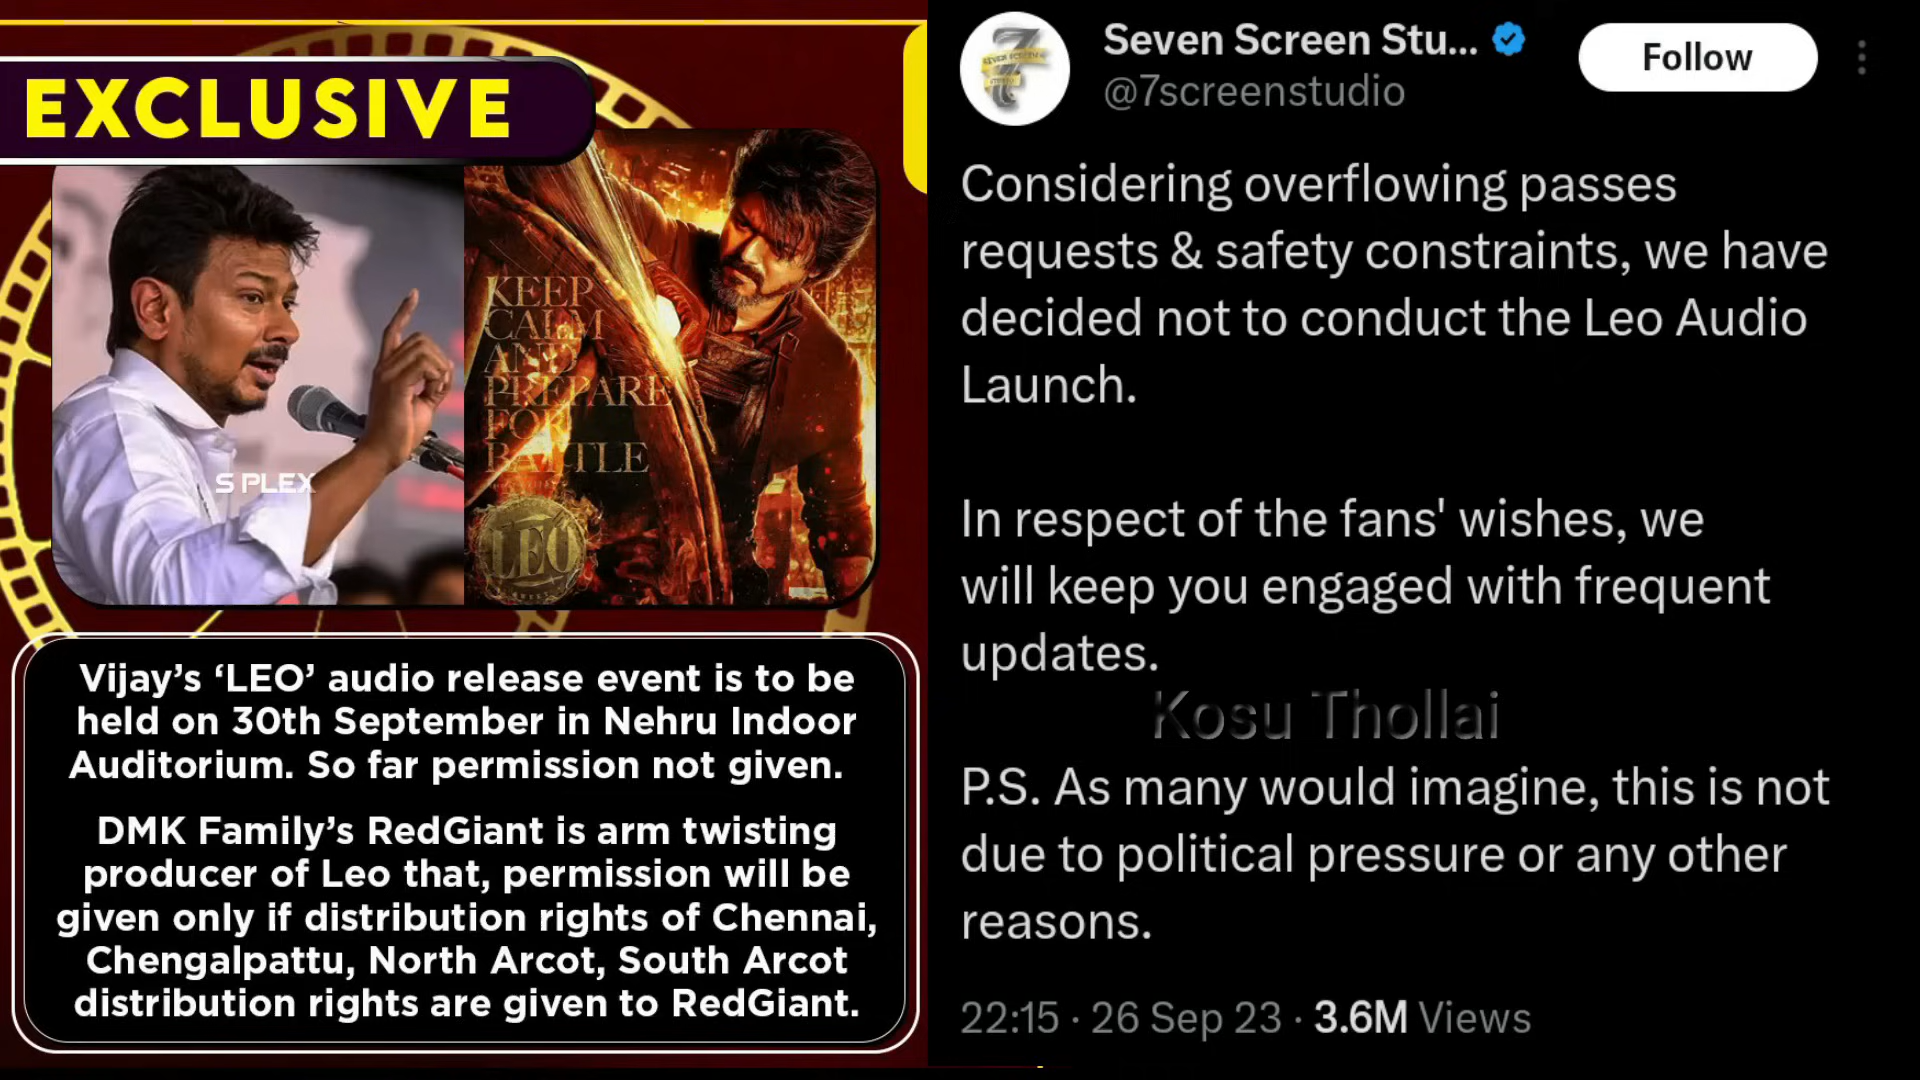 EXCLUSIVE
KEEP
CALM
AND
PREPARE
FOR
BATTLE
LEO
S PLEX
Vijay’s ‘LEO’ audio release event is to be
held on 30th September in Nehru Indoor
Auditorium. So far permission not given.
DMK Family’s RedGiant is arm twisting
producer of Leo that, permission will be
given only if distribution rights of Chennai,
Chengalpattu, North Arcot, South Arcot
distribution rights are given to RedGiant.
Seven Screen Stu...
@7screenstudio
Follow
Considering overflowing passes
requests & safety constraints, we have
decided not to conduct the Leo Audio
Launch.
In respect of the fans' wishes, we
will keep you engaged with frequent
updates.
Kosu Thollai
P.S. As many would imagine, this is not
due to political pressure or any other
reasons.
22:15 · 26 Sep 23 · 3.6M Views